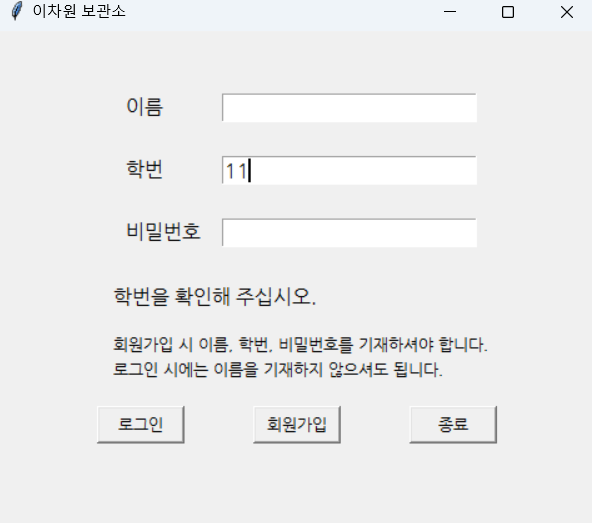 이차원 보관소
이름
학번 11
비밀번호
학번을 확인해 주십시오.
회원가입 시 이름, 학번, 비밀번호를 기재하셔야 합니다.
로그인 시에는 이름을 기재하지 않으셔도 됩니다.
로그인 회원가입 종료